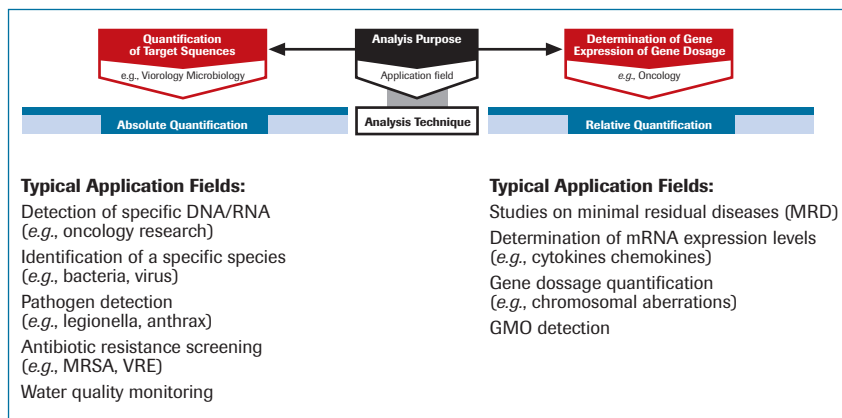 Quantification
of Target Squences
e.g., Viorology Microbiology
Absolute Quantification
Analyis Purpose
Application field
Analysis Technique
Determination of Gene
Expression of Gene Dosage
e.g., Oncology
Relative Quantification
Typical Application Fields:
Detection of specific DNA/RNA
(e.g., oncology research)
Identification of a specific species
(e.g., bacteria, virus)
Pathogen detection
(e.g., legionella, anthrax)
Antibiotic resistance screening
(e.g., MRSA, VRE)
Water quality monitoring
Typical Application Fields:
Studies on minimal residual diseases (MRD)
Determination of mRNA expression levels
(e.g., cytokines chemokines)
Gene dossage quantification
(e.g., chromosomal aberrations)
GMO detection